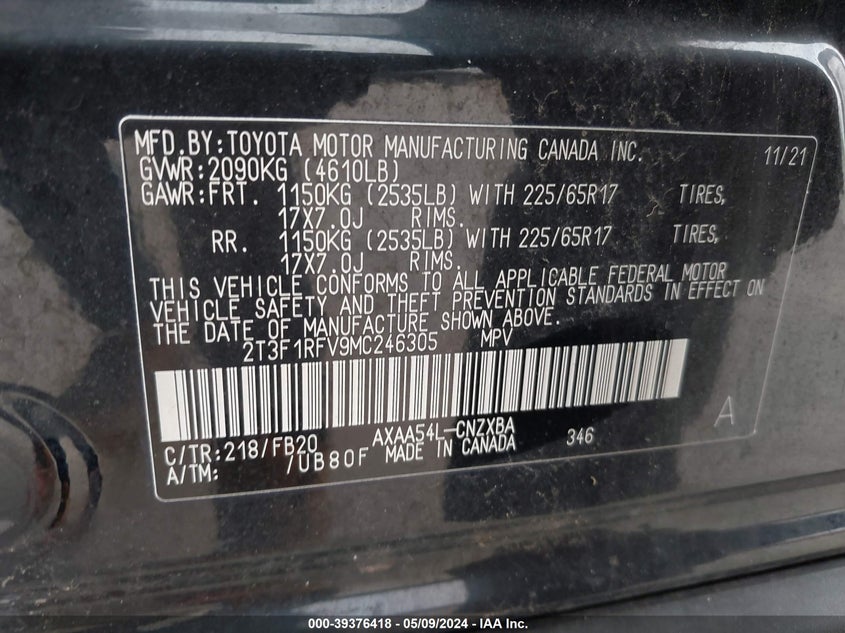 MFD.BY:TOYOTA MOTOR MANUFACTURING CANADA INC. 11/21
GVWR:2090KG (4610LB)
GAWR:FRT. 1150KG (2535LB) WITH 225/65R17 TIRES,
17X7.0J RIMS.
RR. 1150KG (2535LB) WITH 225/65R17 TIRES,
17X7.0J RIMS.
THIS VEHICLE CONFORMS TO ALL APPLICABLE FEDERAL MOTOR
VEHICLE SAFETY AND THEFT PREVENTION STANDARDS IN EFFECT ON
THE DATE OF MANUFACTURE SHOWN ABOVE.
2T3F1RFV9MC246305 MPV
A
C/TR:218/FB20 AXAA54L-CNZXBA 346
A/TM: /UB80F MADE IN CANADA
000-39376418 - 05/09/2024 - IAA Inc.